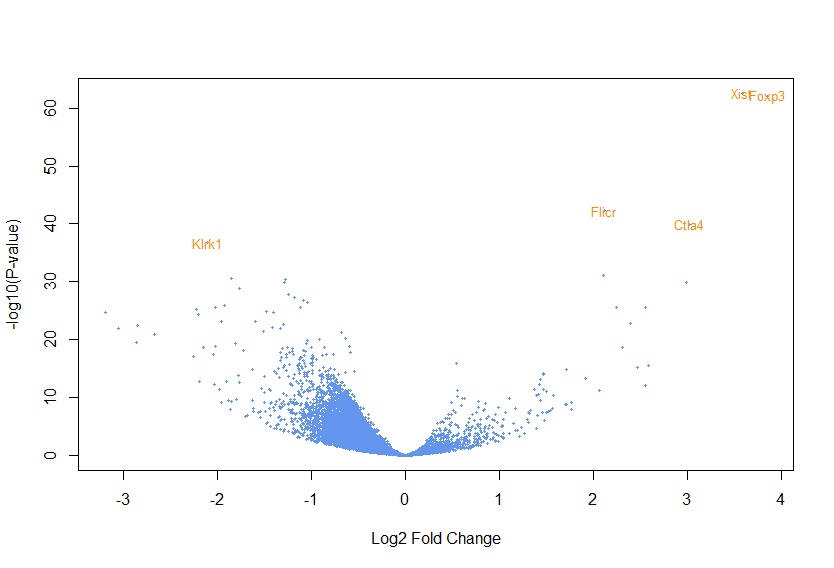 60
Xist
Foxp3
50
Flicr
40
Ctla4
Klrk1
30
20
10
0
-log10(P-value)
-3 -2 -1 0 1 2 3 4
Log2 Fold Change